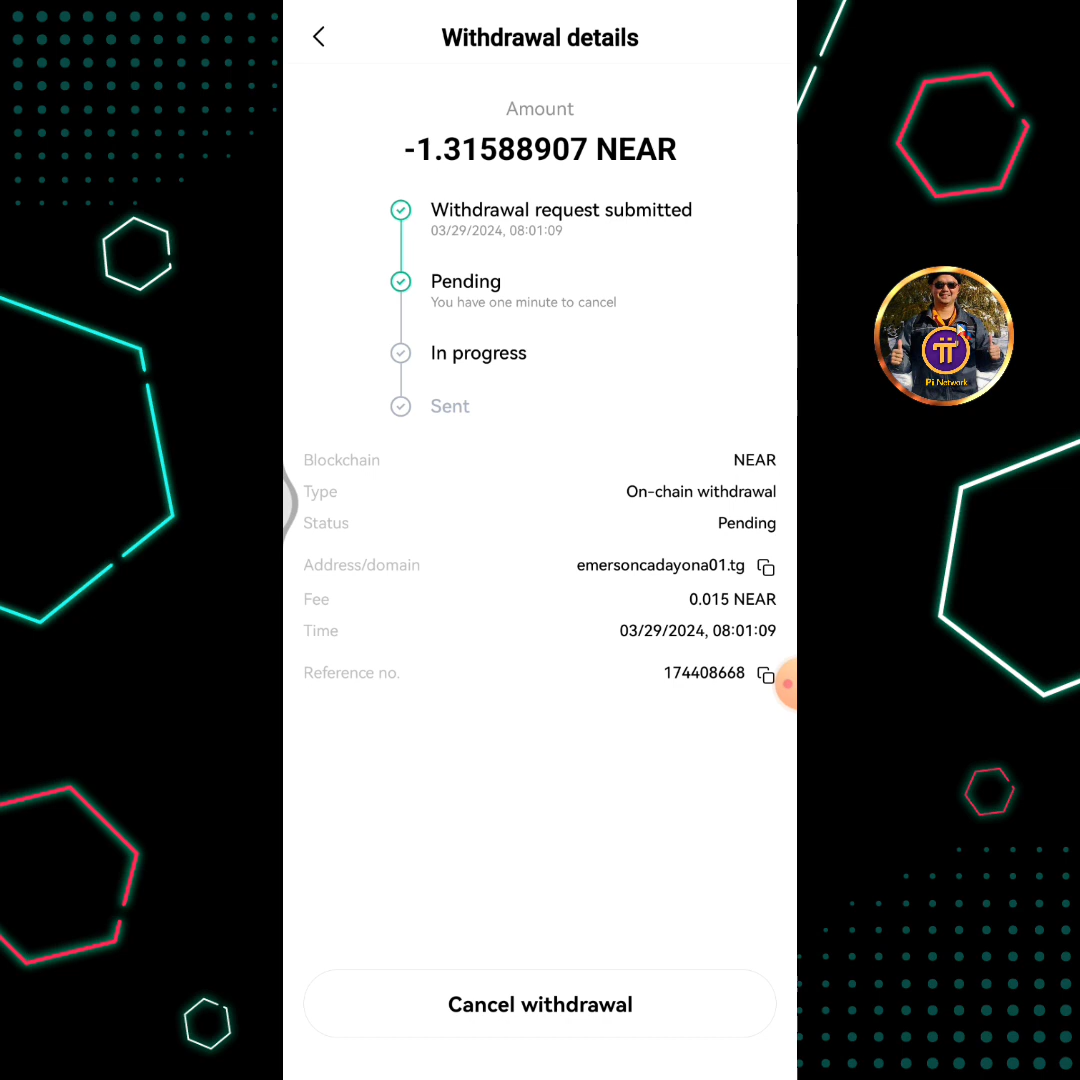 Withdrawal details
Amount
-1.31588907 NEAR
Withdrawal request submitted
03/29/2024, 08:01:09
Pending
You have one minute to cancel
In progress
Sent
Blockchain NEAR
Type On-chain withdrawal
Status Pending
Address/domain emersoncadayona01.tg
Fee 0.015 NEAR
Time 03/29/2024, 08:01:09
Reference no. 174408668
Cancel withdrawal
Pi Network